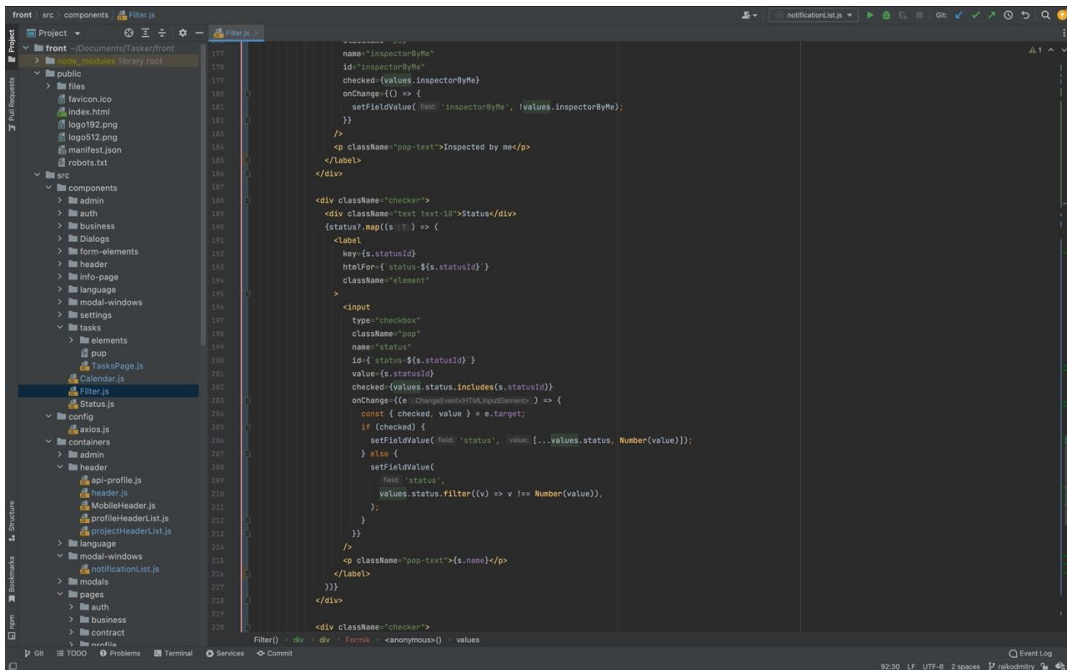 front › src › components › Filter.js
notificationList.js
Git:
Project
Filter.js
front ~/Documents/Tasker/front
node_modules library root
public
files
favicon.ico
index.html
logo192.png
logo512.png
manifest.json
robots.txt
src
components
admin
auth
business
Dialogs
form-elements
header
info-page
language
modal-windows
settings
tasks
elements
pup
TasksPage.js
Calendar.js
Filter.js
Status.js
config
axios.js
containers
admin
header
api-profile.js
header.js
MobileHeader.js
profileHeaderList.js
projectHeaderList.js
language
modal-windows
notificationList.js
modals
pages
auth
business
contract
profile
Project
Pull Requests
Structure
Bookmarks
npm
1
177 name="inspectorByMe"
178 id="inspectorByMe"
179 checked={values.inspectorByMe}
180 onChange={() => {
181 setFieldValue( field: 'inspectorByMe', !values.inspectorByMe);
182 }}
183 />
184 <p className="pop-text">Inspected by me</p>
185 </label>
186 </div>
187
188 <div className="checker">
189 <div className="text text-18">Status</div>
190 {status?.map((s : T ) => (
191 <label
192 key={s.statusId}
193 htmlFor={`status-${s.statusId}`}
194 className="element"
195 >
196 <input
197 type="checkbox"
198 className="pop"
199 name="status"
200 id={`status-${s.statusId}`}
201 value={s.statusId}
202 checked={values.status.includes(s.statusId)}
203 onChange={(e : ChangeEvent<HTMLInputElement> ) => {
204 const { checked, value } = e.target;
205 if (checked) {
206 setFieldValue( field: 'status', value: [...values.status, Number(value)]);
207 } else {
208 setFieldValue(
209 field: 'status',
210 values.status.filter((v) => v !== Number(value)),
211 );
212 }
213 }}
214 />
215 <p className="pop-text">{s.name}</p>
216 </label>
217 ))}
218 </div>
219
220 <div className="checker">
Filter() › div › div › Formik › <anonymous>() › values
Git
TODO
Problems
Terminal
Services
Commit
Event Log
92:30 LF UTF-8 2 spaces raikodmitry